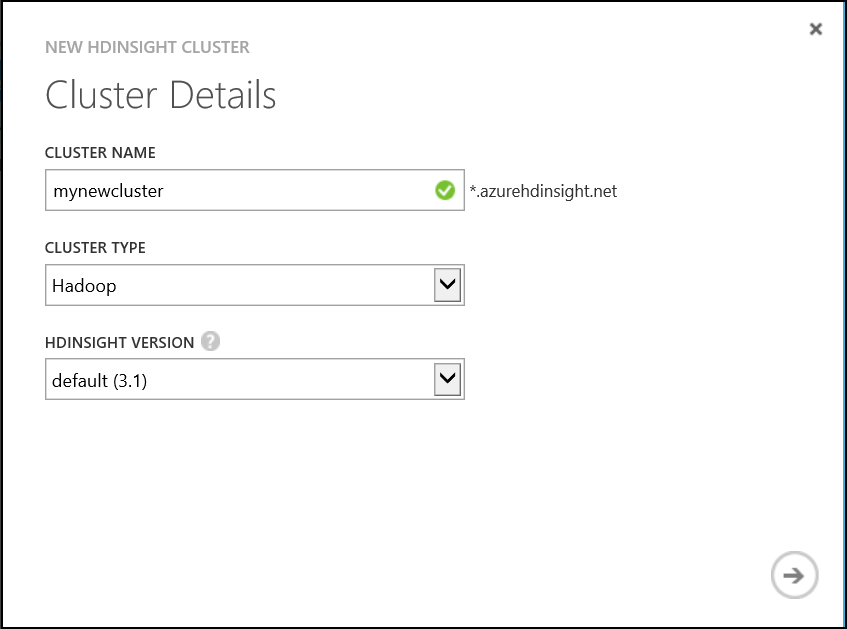 NEW HDINSIGHT CLUSTER
Cluster Details
CLUSTER NAME
mynewcluster *.azurehdinsight.net
CLUSTER TYPE
Hadoop
HDINSIGHT VERSION ?
default (3.1)